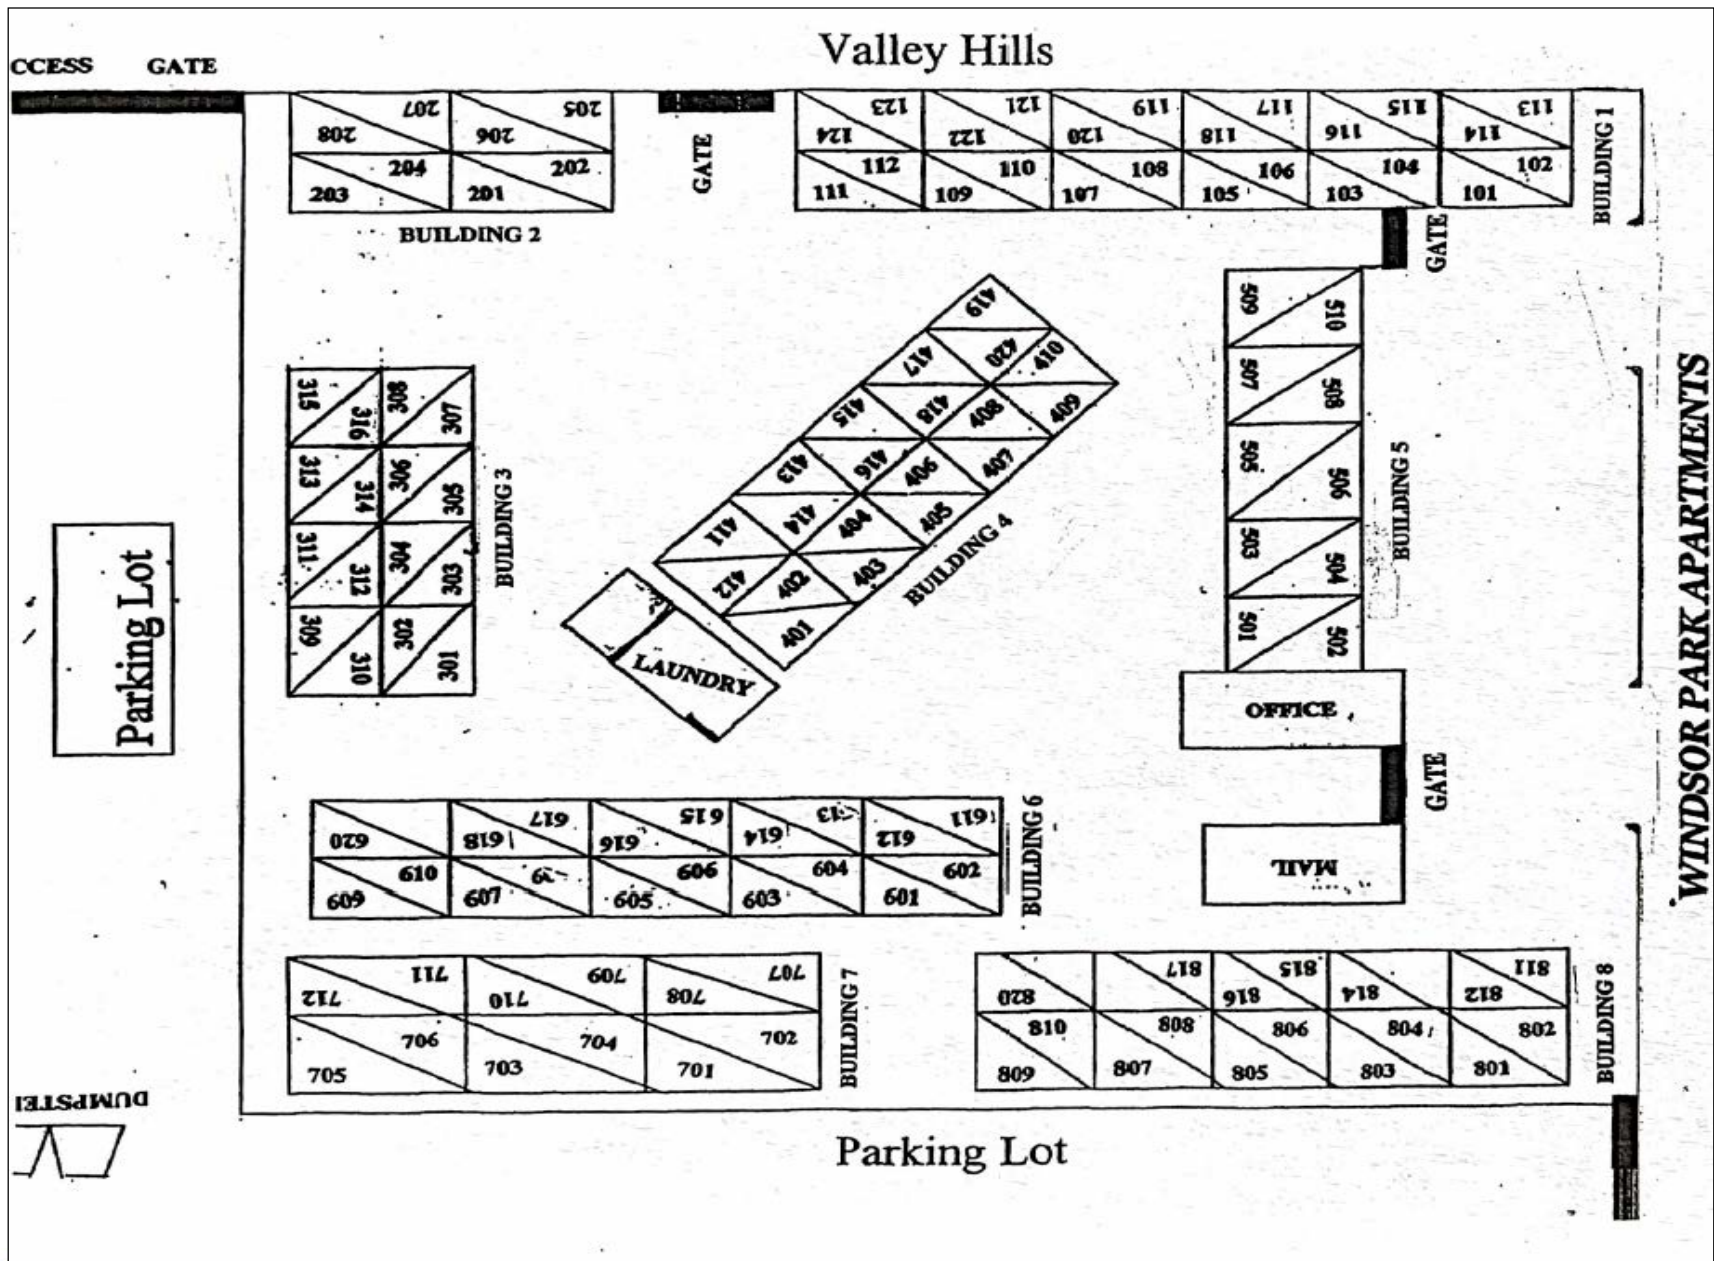 Valley Hills
CCESS GATE
207 205
208 206
204 202
203 201
BUILDING 2
GATE
123 121 119 117 115 113
124 122 120 118 116 114
112 110 108 106 104 102
111 109 107 105 103 101
BUILDING 1
GATE
315 308
316 307
313 306
314 305
311 304
312 303
309 302
310 301
BUILDING 3
419
417 420 410
415 418 408 409
413 416 406 407
411 414 404 405
412 402 403
401
BUILDING 4
LAUNDRY
509 510
507 508
505 506
503 504
501 502
BUILDING 5
OFFICE
GATE
MAIL
WINDSOR PARK APARTMENTS
Parking Lot
617 615 611
620 618 616 614 612
610 606 604 602
609 607 605 603 601
BUILDING 6
711 709 707
712 710 708
706 704 702
705 703 701
BUILDING 7
817 815 811
820 816 814 812
810 808 806 804 802
809 807 805 803 801
BUILDING 8
Parking Lot